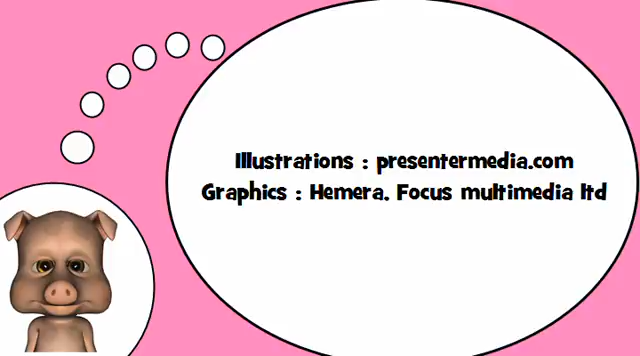 Illustrations : presentermedia.com
Graphics : Hemera. Focus multimedia ltd